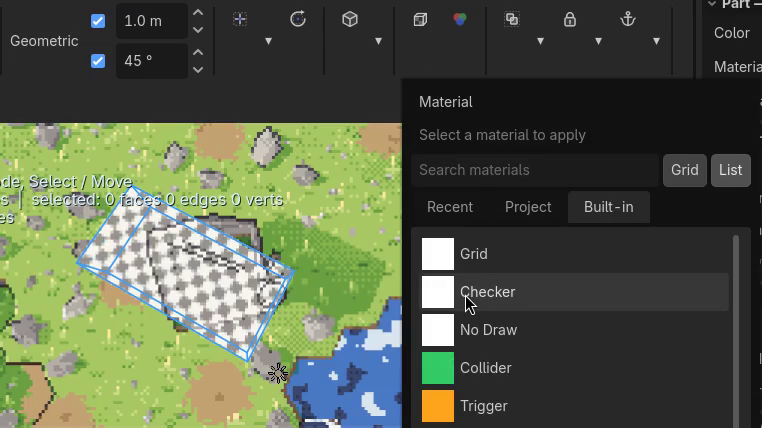 Geometric
1.0 m
45 °
Part —
Color
Materia
Material
Select a material to apply
Search materials
Grid
List
Recent
Project
Built-in
Grid
Checker
No Draw
Collider
Trigger
de, Select / Move
s | selected: 0 faces 0 edges 0 verts
es